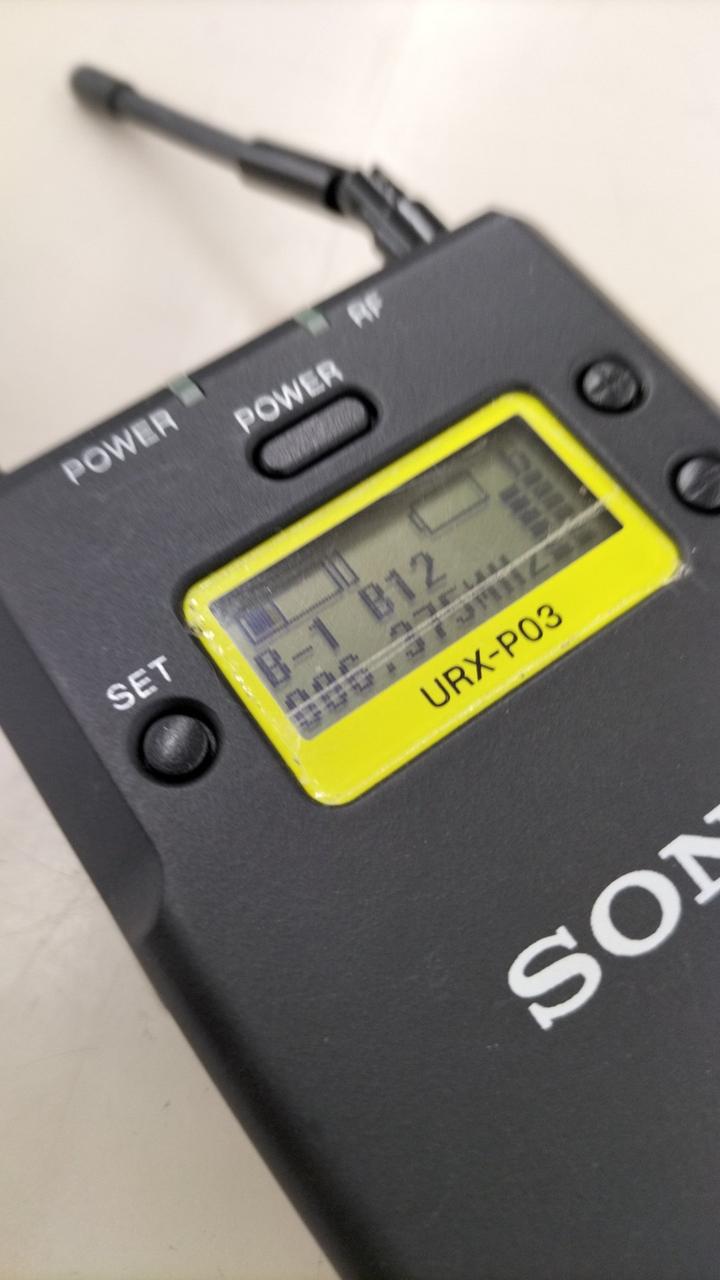 RF
POWER
POWER
B-1 B12
URX-P03
SET
SON